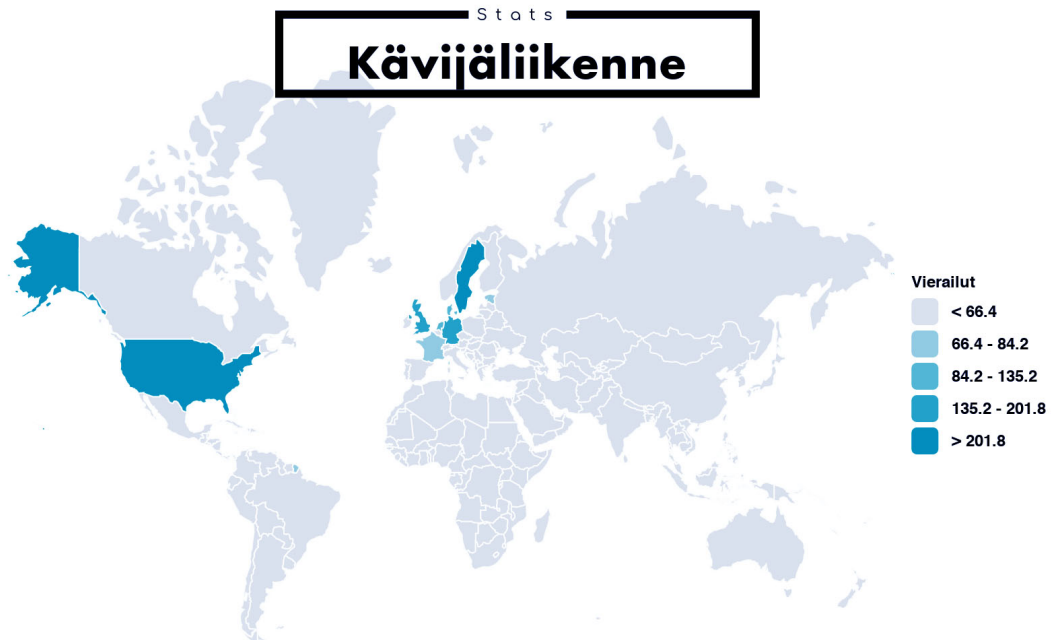 Stats
Kävijäliikenne
Vierailut
< 66.4
66.4 - 84.2
84.2 - 135.2
135.2 - 201.8
> 201.8